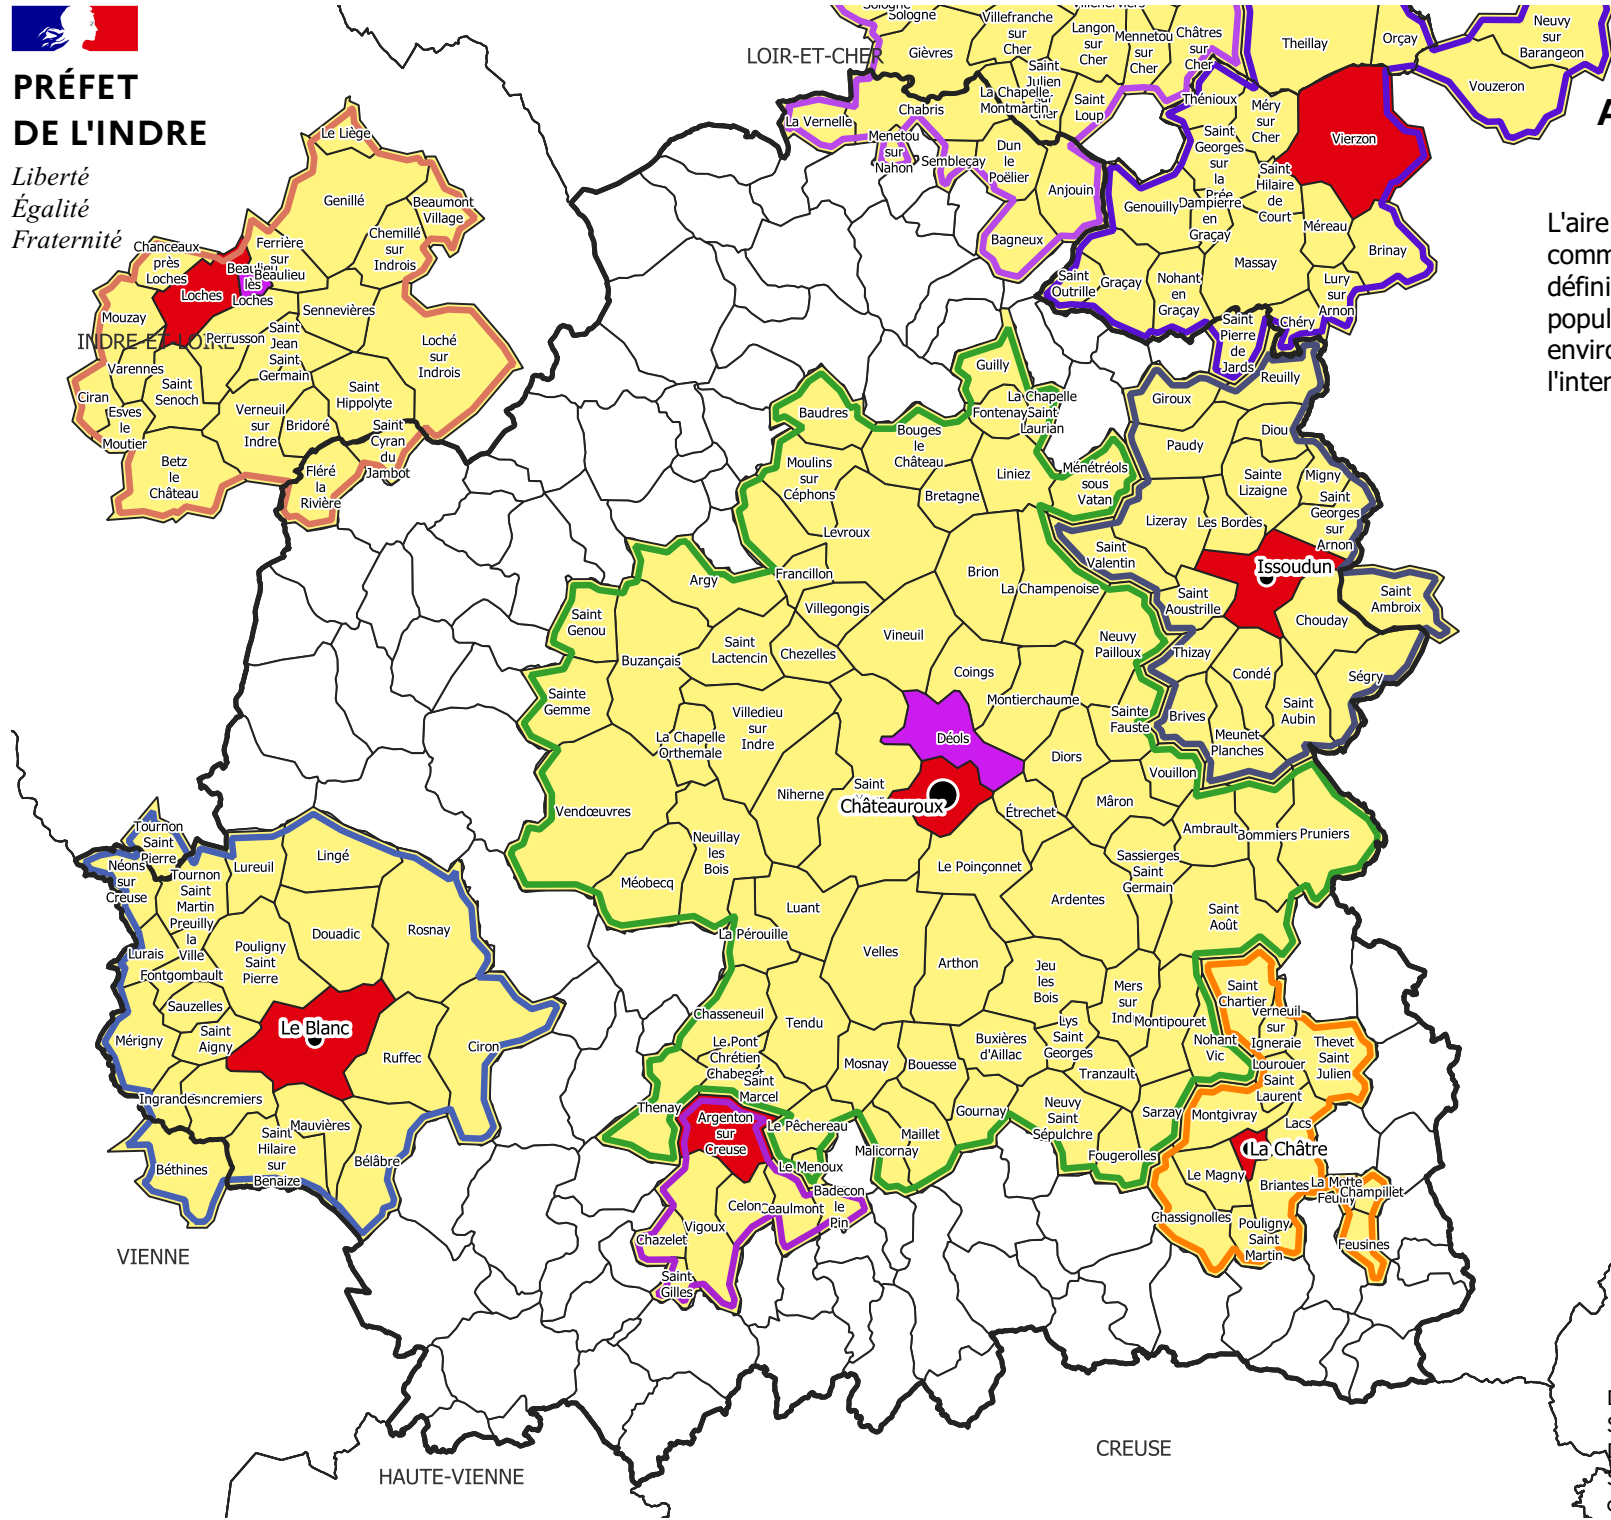 PRÉFET
DE L'INDRE
Liberté
Égalité
Fraternité
LOIR-ET-CHER
INDRE-ET-LOIRE
VIENNE
HAUTE-VIENNE
CREUSE
A
L'aire
comm
défini
popul
enviro
l'inter
Sologne
Sologne
Gièvres
Villefranche
sur
Cher
Langon
sur
Cher
Mennetou
sur
Cher
Châtres
sur
Cher
Theillay
Orçay
Neuvy
sur
Barangeon
Vouzeron
Saint
Julien
sur
Cher
La Chapelle
Montmartin
Saint
Loup
Chabris
La Vernelle
Menetou
sur
Nahon
Sembleçay
Dun
le
Poëlier
Anjouin
Bagneux
Thénioux
Méry
sur
Cher
Vierzon
Saint
Georges
sur
la
Prée
Saint
Hilaire
de
Court
Genouilly
Dampierre
en
Graçay
Méreau
Brinay
Massay
Saint
Outrille
Graçay
Nohant
en
Graçay
Lury
sur
Arnon
Chéry
Saint
Pierre
de
Jards
Le Liège
Genillé
Beaumont
Village
Chemillé
sur
Indrois
Chanceaux
près
Loches
Ferrière
sur
Beaulieu
Beaulieu
lès
Loches
Loches
Mouzay
Sennevières
Perrusson
Saint
Jean
Saint
Germain
Loché
sur
Indrois
Varennes
Saint
Senoch
Ciran
Esves
le
Moutier
Verneuil
sur
Indre
Bridoré
Saint
Hippolyte
Saint
Cyran
du
Jambot
Betz
le
Château
Fléré
la
Rivière
Reuilly
Giroux
Diou
Paudy
Sainte
Lizaigne
Migny
Saint
Georges
sur
Arnon
Lizeray
Les Bordes
Saint
Valentin
Issoudun
Saint
Aoustrille
Saint
Ambroix
Chouday
Thizay
Condé
Ségry
Brives
Saint
Aubin
Meunet
Planches
Guilly
La Chapelle
Saint
Laurian
Fontenay
Baudres
Bouges
le
Château
Moulins
sur
Céphons
Bretagne
Liniez
Ménétréols
sous
Vatan
Levroux
Francillon
Argy
Brion
La Champenoise
Villegongis
Saint
Genou
Vineuil
Neuvy
Pailloux
Buzançais
Saint
Lactencin
Chezelles
Coings
Montierchaume
Sainte
Gemme
Villedieu
sur
Indre
La Chapelle
Orthemale
Sainte
Fauste
Déols
Diors
Vouillon
Vendœuvres
Niherne
Saint
Châteauroux
Étrechet
Mâron
Ambrault
Bommiers
Pruniers
Neuillay
les
Bois
Méobecq
Le Poinçonnet
Sassierges
Saint
Germain
Ardentes
Luant
Saint
Août
La Pérouille
Velles
Arthon
Jeu
les
Bois
Mers
sur
Indre
Montipouret
Chasseneuil
Tendu
Lys
Saint
Georges
Buxières
d'Aillac
Nohant
Vic
Le Pont
Chrétien
Chabenet
Mosnay
Bouesse
Tranzault
Saint
Marcel
Thenay
Gournay
Neuvy
Saint
Sépulchre
Sarzay
Le Pêchereau
Maillet
Malicornay
Fougerolles
Le Menoux
Argenton
sur
Creuse
Badecon
le
Pin
Celon
Ceaulmont
Vigoux
Chazelet
Saint
Gilles
Saint
Chartier
Verneuil
sur
Igneraie
Thevet
Saint
Julien
Lourouer
Saint
Laurent
Montgivray
Lacs
La Châtre
Le Magny
Briantes
La Motte
Feuilly
Champillet
Chassignolles
Pouligny
Saint
Martin
Feusines
Tournon
Saint
Pierre
Néons
sur
Creuse
Tournon
Saint
Martin
Lureuil
Lingé
Preuilly
la
Ville
Douadic
Rosnay
Lurais
Pouligny
Saint
Pierre
Fontgombault
Sauzelles
Mérigny
Saint
Aigny
Le Blanc
Ruffec
Ciron
Ingrandes
Concremiers
Mauvières
Saint
Hilaire
sur
Benaize
Bélâbre
Béthines